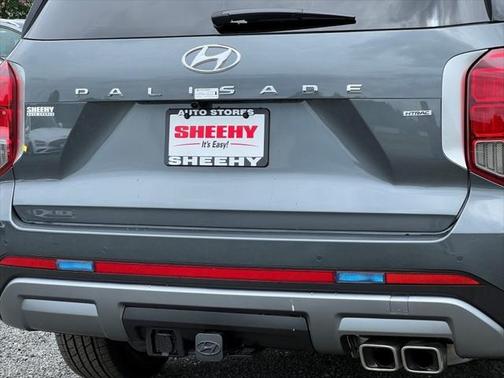 PALISADE
SHEEHY
AUTO STORES
HTRAC
AUTO STORES
SHEEHY
It's Easy!
SHEEHY